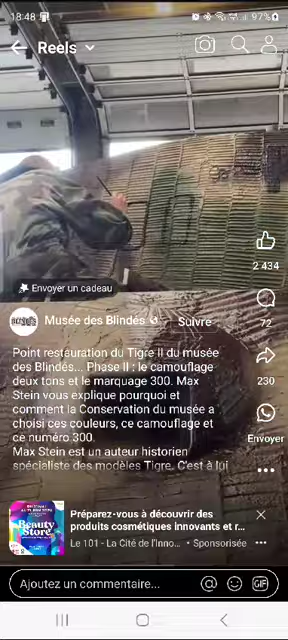 18:48
97%
Reels
2 434
Envoyer un cadeau
Musée des Blindés
Suivre
72
Point restauration du Tigre II du musée
des Blindés... Phase II : le camouflage
deux tons et le marquage 300. Max
Stein vous explique pourquoi et
comment la Conservation du musée a
choisi ces couleurs, ce camouflage et
ce numéro 300.
Max Stein est un auteur historien
spécialiste des modèles Tigre. C'est à lui
230
Envoyer
Beauty
Store
Préparez-vous à découvrir des
produits cosmétiques innovants et r...
Le 101 - La Cité de l'Inno... • Sponsorisée
Ajoutez un commentaire...
GIF